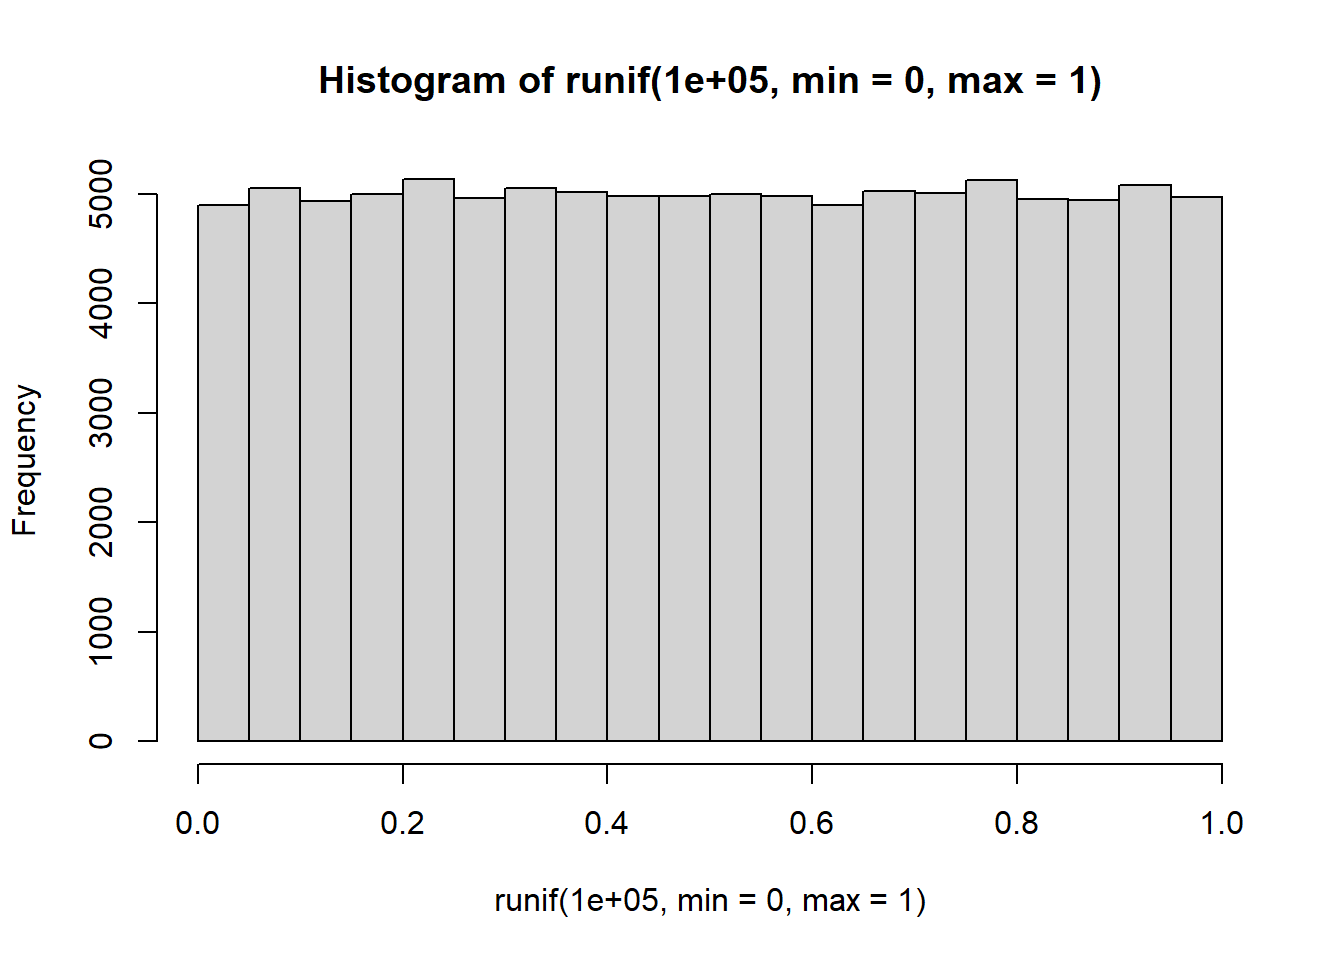 Histogram of runif(1e+05, min = 0, max = 1)
Frequency
5000
4000
3000
2000
1000
0
0.0 0.2 0.4 0.6 0.8 1.0
runif(1e+05, min = 0, max = 1)